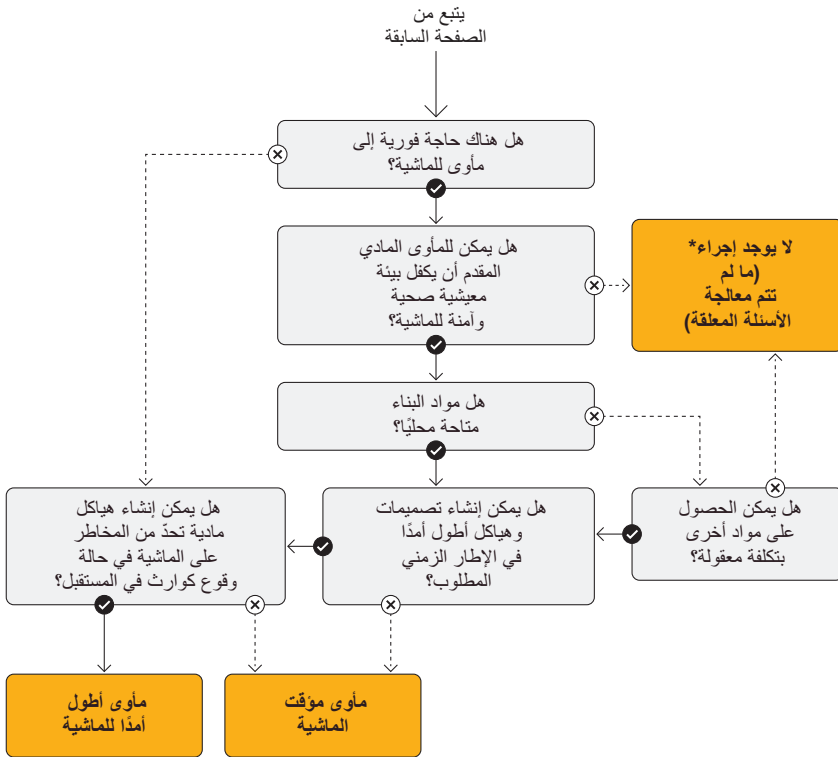 يتبع من
الصفحة السابقة
هل هناك حاجة فورية إلى
مأوى للماشية؟
هل يمكن للمأوى المادي
المقدم أن يكفل بيئة
معيشية صحية
وآمنة للماشية؟
لا يوجد إجراء*
(ما لم
تتم معالجة
الأسئلة المعلقة)
هل مواد البناء
متاحة محليًا؟
هل يمكن الحصول
على مواد أخرى
بتكلفة معقولة؟
هل يمكن إنشاء تصميمات
وهياكل أطول أمدًا
في الإطار الزمني
المطلوب؟
هل يمكن إنشاء هياكل
مادية تحدّ من المخاطر
على الماشية في حالة
وقوع كوارث في المستقبل؟
مأوى مؤقت
الماشية
مأوى أطول
أمدًا للماشية